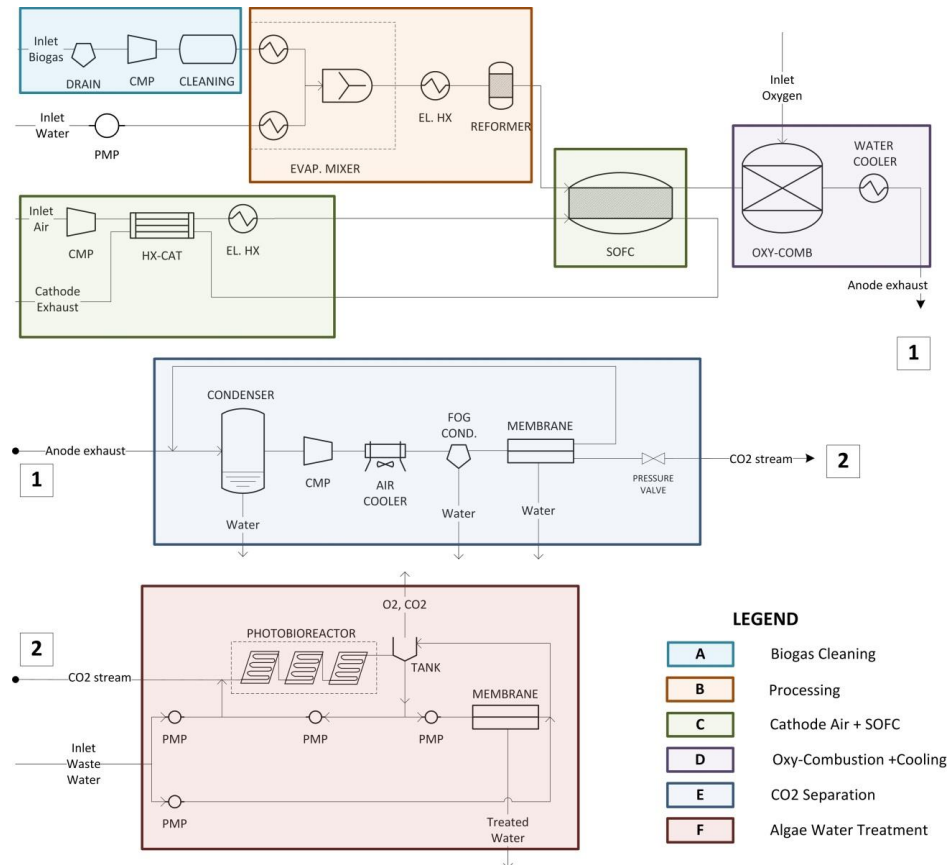 Inlet
Biogas
DRAIN
CMP
CLEANING
Inlet
Water
PMP
EVAP. MIXER
EL. HX
REFORMER
Inlet
Oxygen
WATER
COOLER
OXY-COMB
Anode exhaust
1
Inlet
Air
CMP
HX-CAT
EL. HX
Cathode
Exhaust
SOFC
CONDENSER
Anode exhaust
1
CMP
AIR
COOLER
FOG
COND.
MEMBRANE
PRESSURE
VALVE
CO2 stream
2
Water
Water
Water
O2, CO2
PHOTOBIOREACTOR
TANK
2
CO2 stream
MEMBRANE
PMP
PMP
PMP
Inlet
Waste
Water
PMP
Treated
Water
LEGEND
A Biogas Cleaning
B Processing
C Cathode Air + SOFC
D Oxy-Combustion +Cooling
E CO2 Separation
F Algae Water Treatment